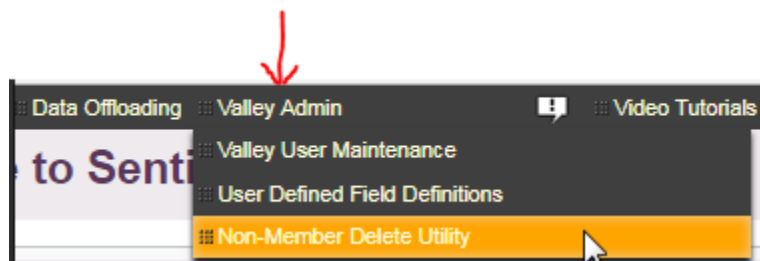 Data Offloading Valley Admin Video Tutorials
Valley User Maintenance
to Senti
User Defined Field Definitions
Non-Member Delete Utility